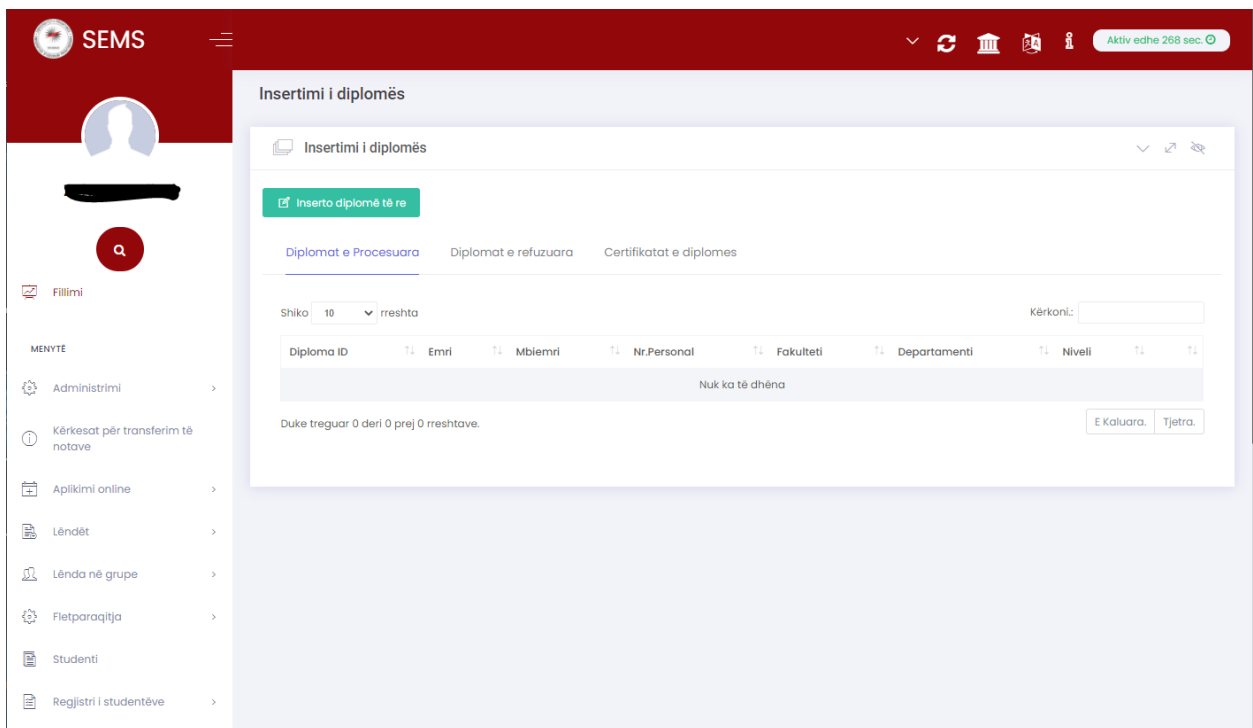 SEMS
Aktiv edhe 268 sec.
Insertimi i diplomës
Insertimi i diplomës
Inserto diplomë të re
Diplomat e Procesuara Diplomat e refuzuara Certifikatat e diplomes
Shiko 10 rreshta Kërkoni.:
Diploma ID Emri Mbiemri Nr.Personal Fakulteti Departamenti Niveli
Nuk ka të dhëna
Duke treguar 0 deri 0 prej 0 rreshtave. E Kaluara. Tjetra.
Fillimi
MENYTË
Administrimi
Kërkesat për transferim të
notave
Aplikimi online
Lëndët
Lënda në grupe
Fletparaqitja
Studenti
Regjistri i studentëve